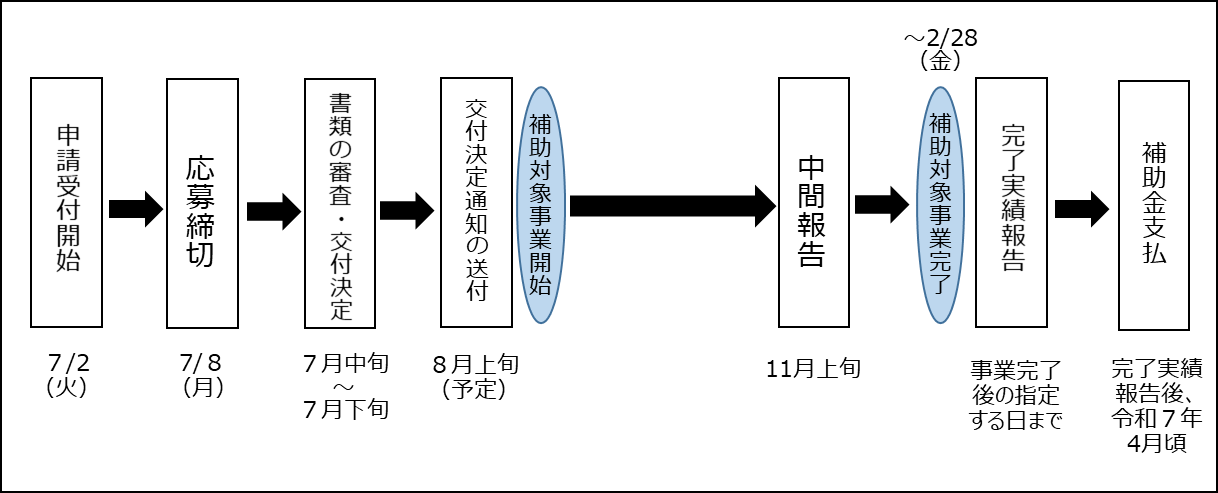 申請受付開始
７/２
（火）
応募締切
７/８
（月）
書類の審査・交付決定
７月中旬
～
７月下旬
交付決定通知の送付
８月上旬
（予定）
補助対象事業開始
中間報告
11月上旬
～2/28
（金）
補助対象事業完了
完了実績報告
事業完了
後の指定
する日まで
補助金支払
完了実績
報告後、
令和７年
4月頃